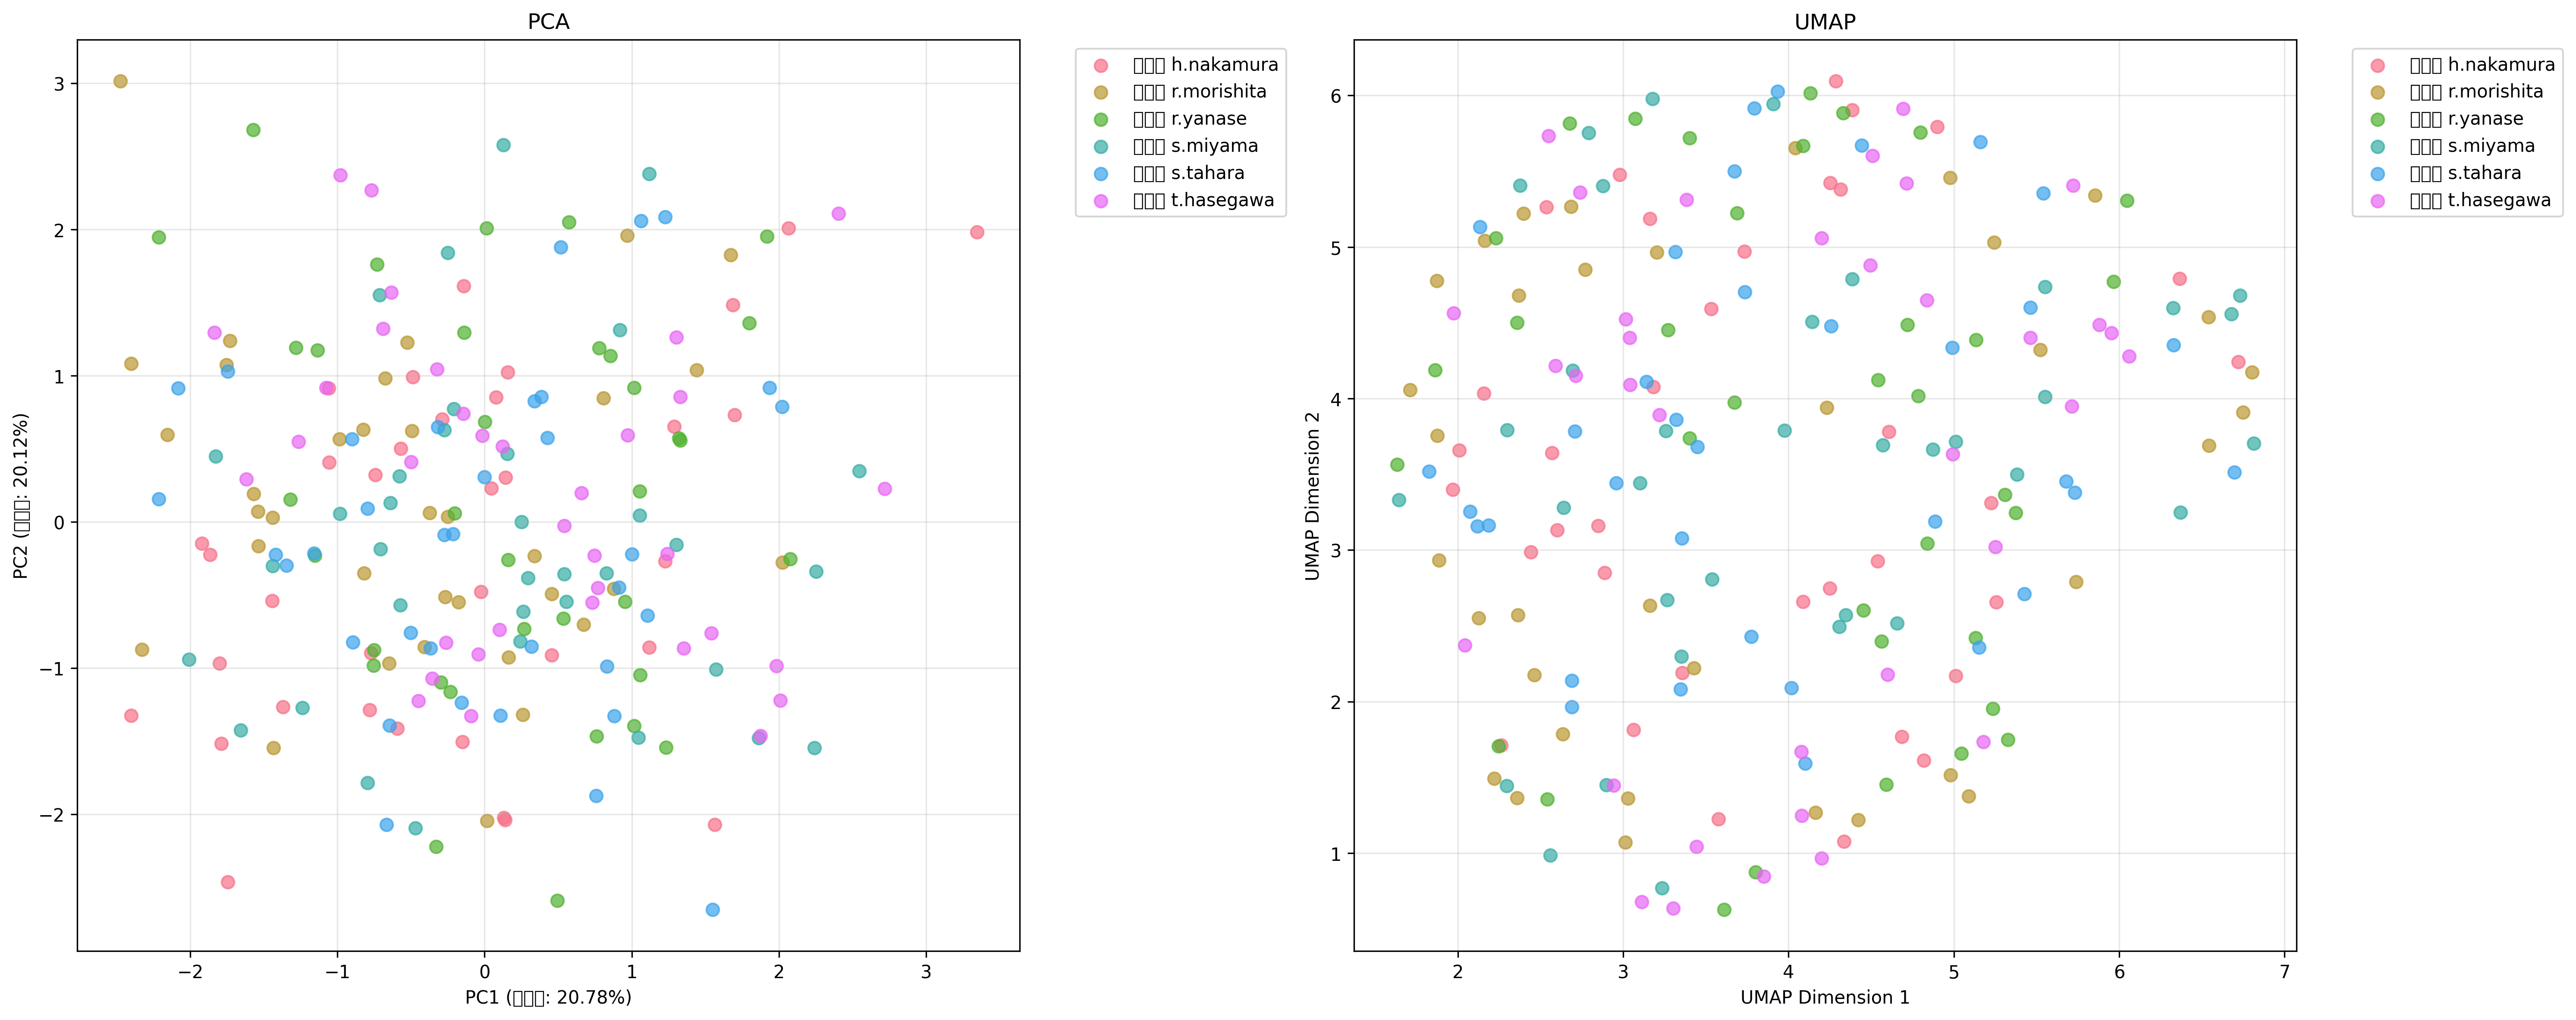 PCA
3
2
1
0
−1
−2
PC2 (□□□: 20.12%)
−2
−1
0
1
2
3
PC1 (□□□: 20.78%)
□□□ h.nakamura
□□□ r.morishita
□□□ r.yanase
□□□ s.miyama
□□□ s.tahara
□□□ t.hasegawa
UMAP
6
5
4
3
2
1
UMAP Dimension 2
2
3
4
5
6
7
UMAP Dimension 1
□□□ h.nakamura
□□□ r.morishita
□□□ r.yanase
□□□ s.miyama
□□□ s.tahara
□□□ t.hasegawa